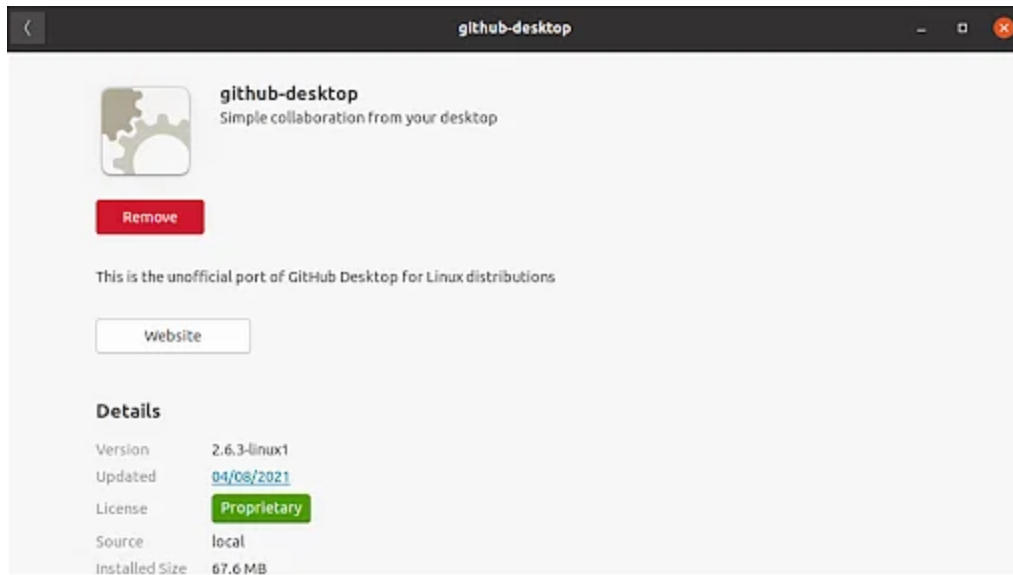 github-desktop
github-desktop
Simple collaboration from your desktop
Remove
This is the unofficial port of GitHub Desktop for Linux distributions
Website
Details
Version 2.6.3-linux1
Updated 04/08/2021
License Proprietary
Source local
Installed Size 67.6 MB